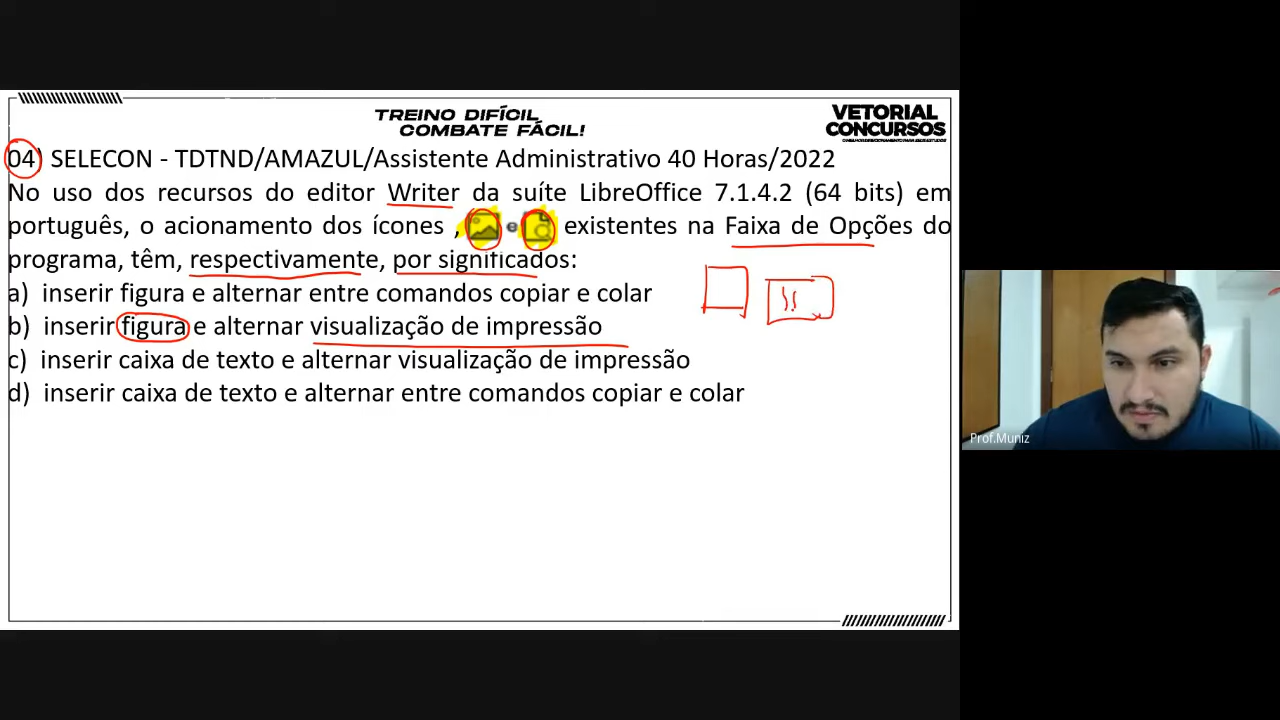 TREINO DIFÍCIL
COMBATE FÁCIL!
VETORIAL
CONCURSOS
04) SELECON - TDTND/AMAZUL/Assistente Administrativo 40 Horas/2022
No uso dos recursos do editor Writer da suíte LibreOffice 7.1.4.2 (64 bits) em
português, o acionamento dos ícones , e existentes na Faixa de Opções do
programa, têm, respectivamente, por significados:
a) inserir figura e alternar entre comandos copiar e colar
b) inserir figura e alternar visualização de impressão
c) inserir caixa de texto e alternar visualização de impressão
d) inserir caixa de texto e alternar entre comandos copiar e colar
Prof.Muniz